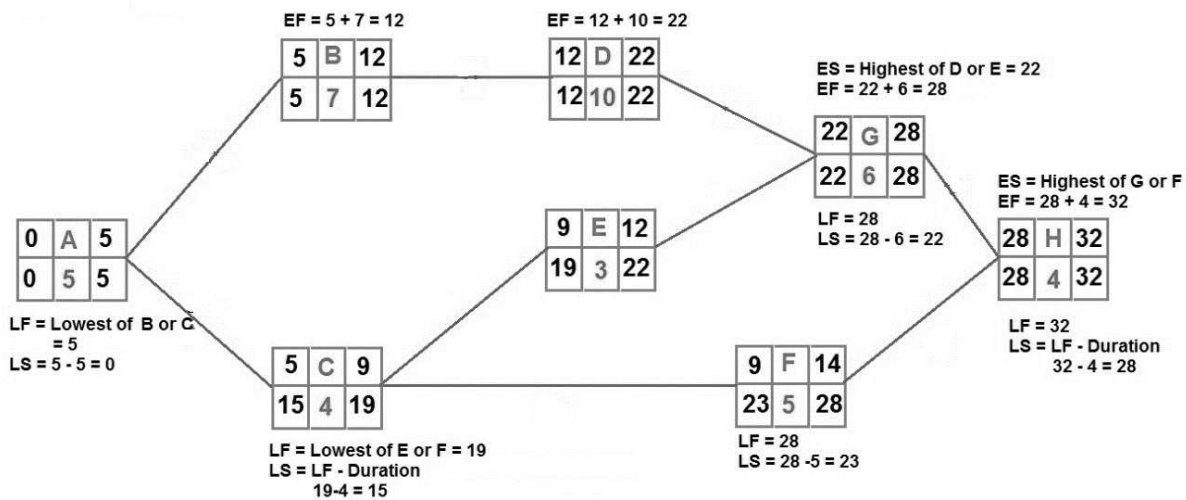 EF = 5 + 7 = 12
5 B 12
5 7 12
EF = 12 + 10 = 22
12 D 22
12 10 22
ES = Highest of D or E = 22
EF = 22 + 6 = 28
22 G 28
22 6 28
LF = 28
LS = 28 - 6 = 22
ES = Highest of G or F
EF = 28 + 4 = 32
28 H 32
28 4 32
LF = 32
LS = LF - Duration
32 - 4 = 28
0 A 5
0 5 5
LF = Lowest of B or C
= 5
LS = 5 - 5 = 0
9 E 12
19 3 22
5 C 9
15 4 19
LF = Lowest of E or F = 19
LS = LF - Duration
19-4 = 15
9 F 14
23 5 28
LF = 28
LS = 28 -5 = 23